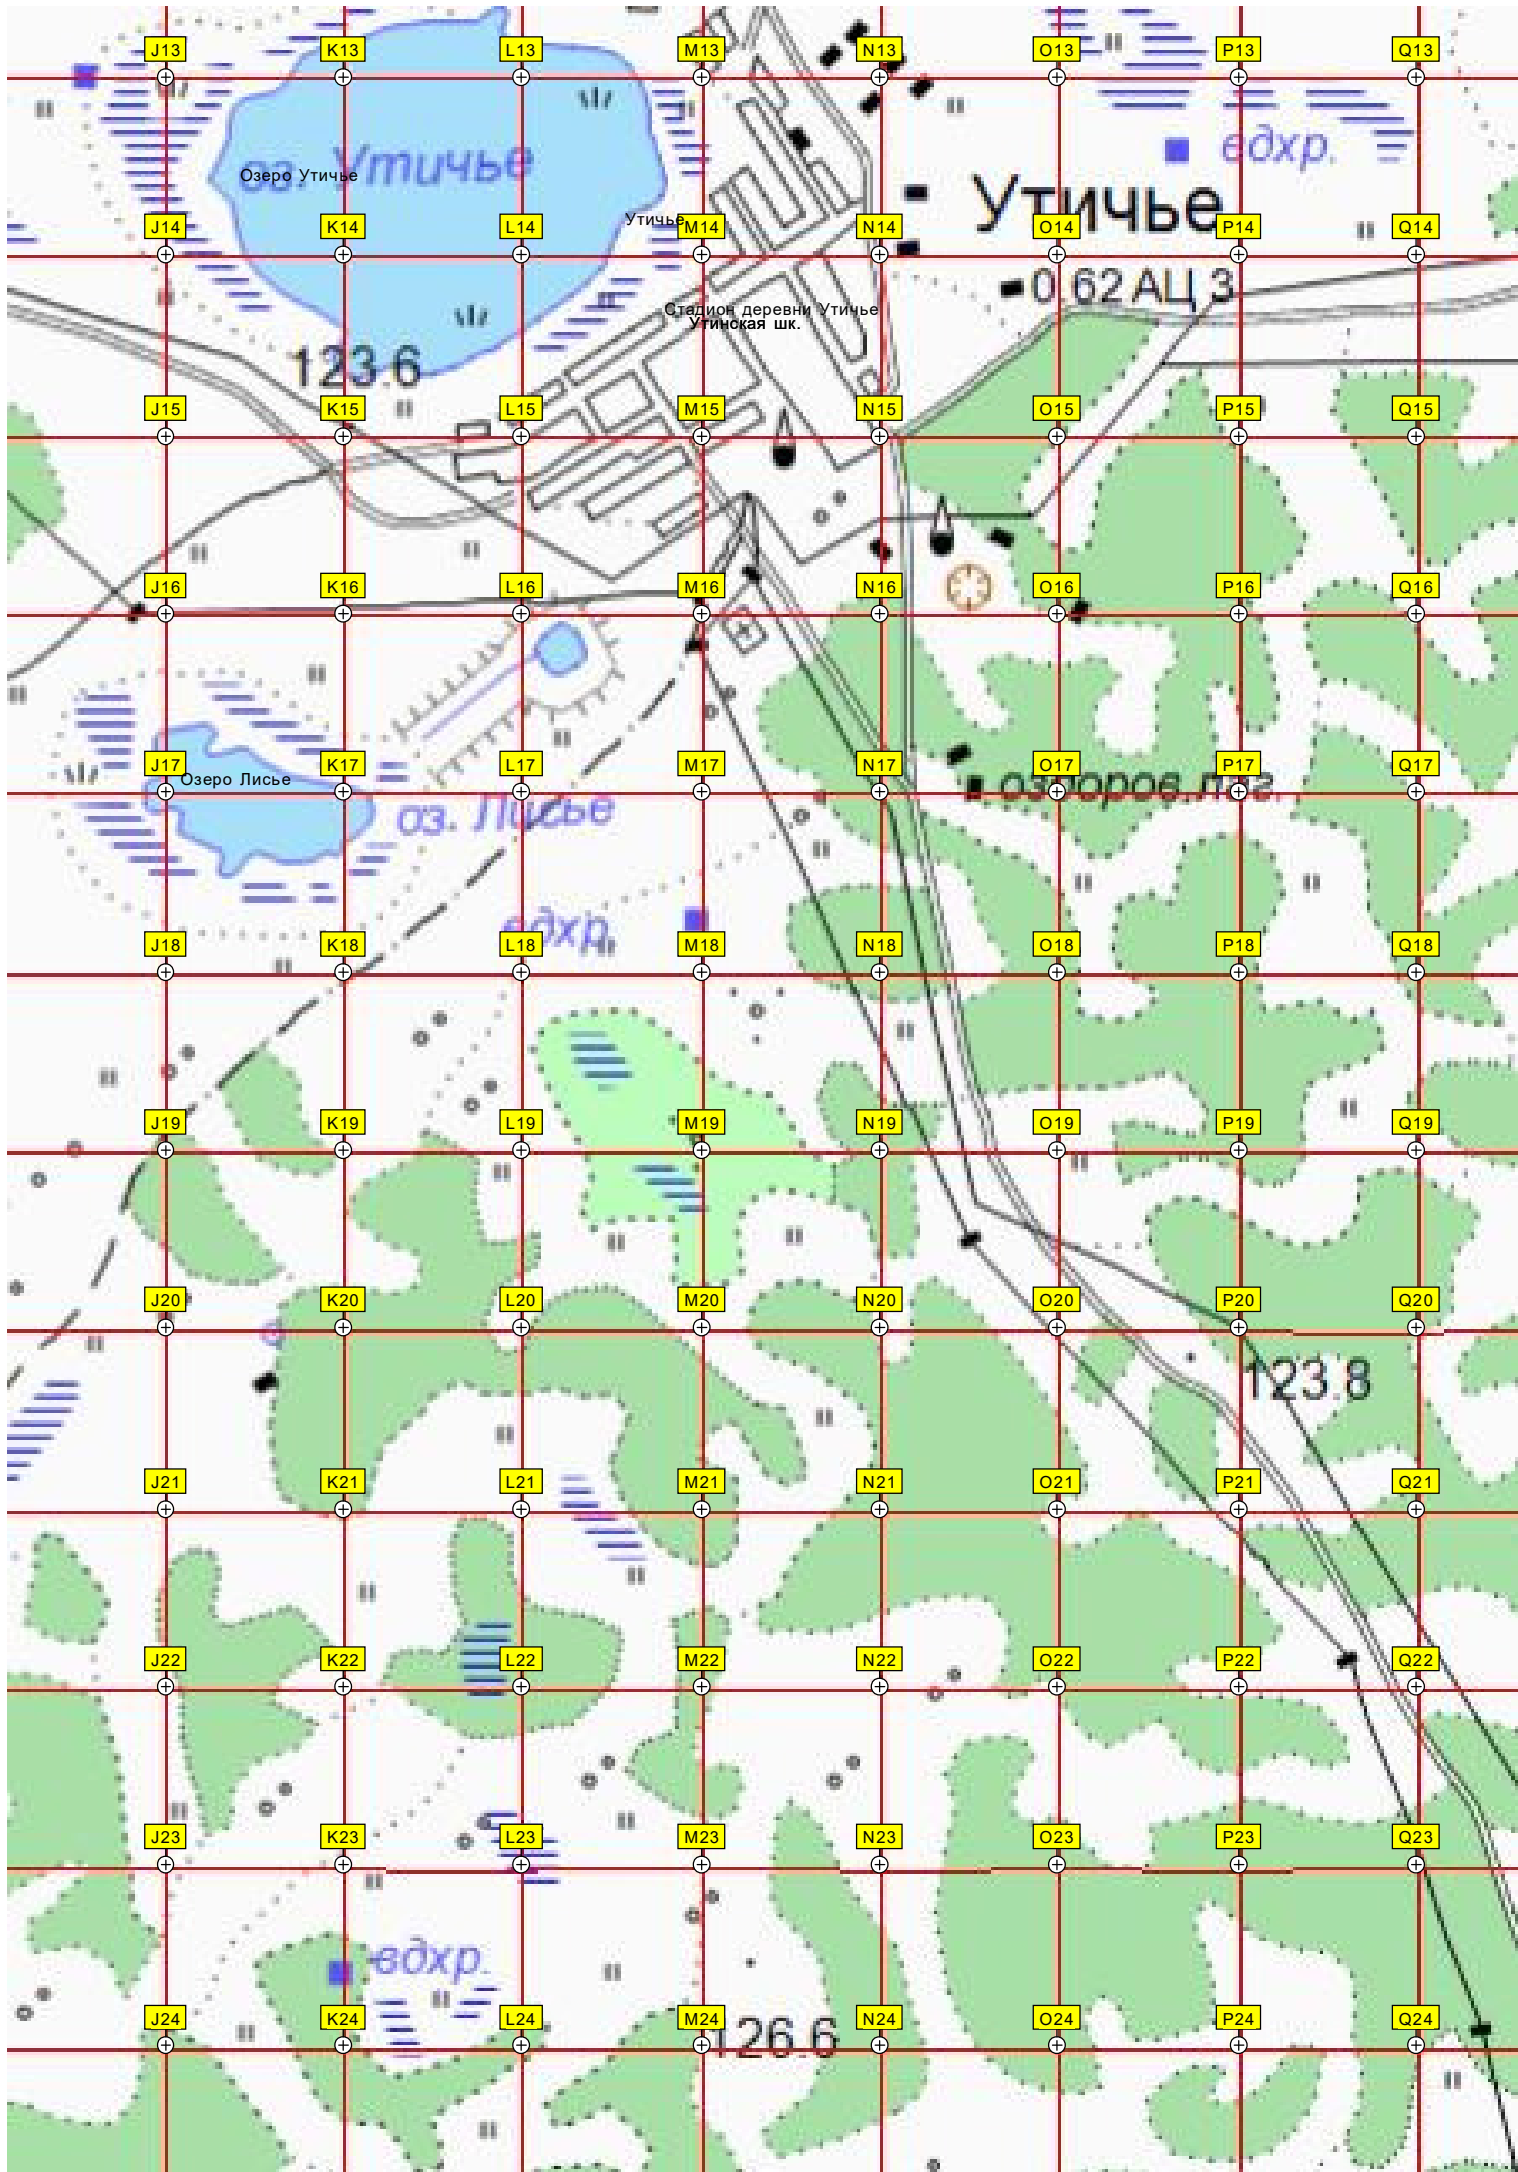 J13 K13 L13 M13 N13 O13 P13 Q13
вдхр.
оз. Утичье
Озеро Утичье
Утичье
Утичье
J14 K14 L14 M14 N14 O14 P14 Q14
0.62 АЦ 3
Стадион деревни Утичье
Утинская шк.
123.6
J15 K15 L15 M15 N15 O15 P15 Q15
J16 K16 L16 M16 N16 O16 P16 Q16
J17 K17 L17 M17 N17 O17 P17 Q17
Озеро Лисье
оздоров. лаг.
оз. Лисье
вдхр.
J18 K18 L18 M18 N18 O18 P18 Q18
J19 K19 L19 M19 N19 O19 P19 Q19
J20 K20 L20 M20 N20 O20 P20 Q20
123.8
J21 K21 L21 M21 N21 O21 P21 Q21
J22 K22 L22 M22 N22 O22 P22 Q22
J23 K23 L23 M23 N23 O23 P23 Q23
вдхр.
J24 K24 L24 M24 N24 O24 P24 Q24
126.6